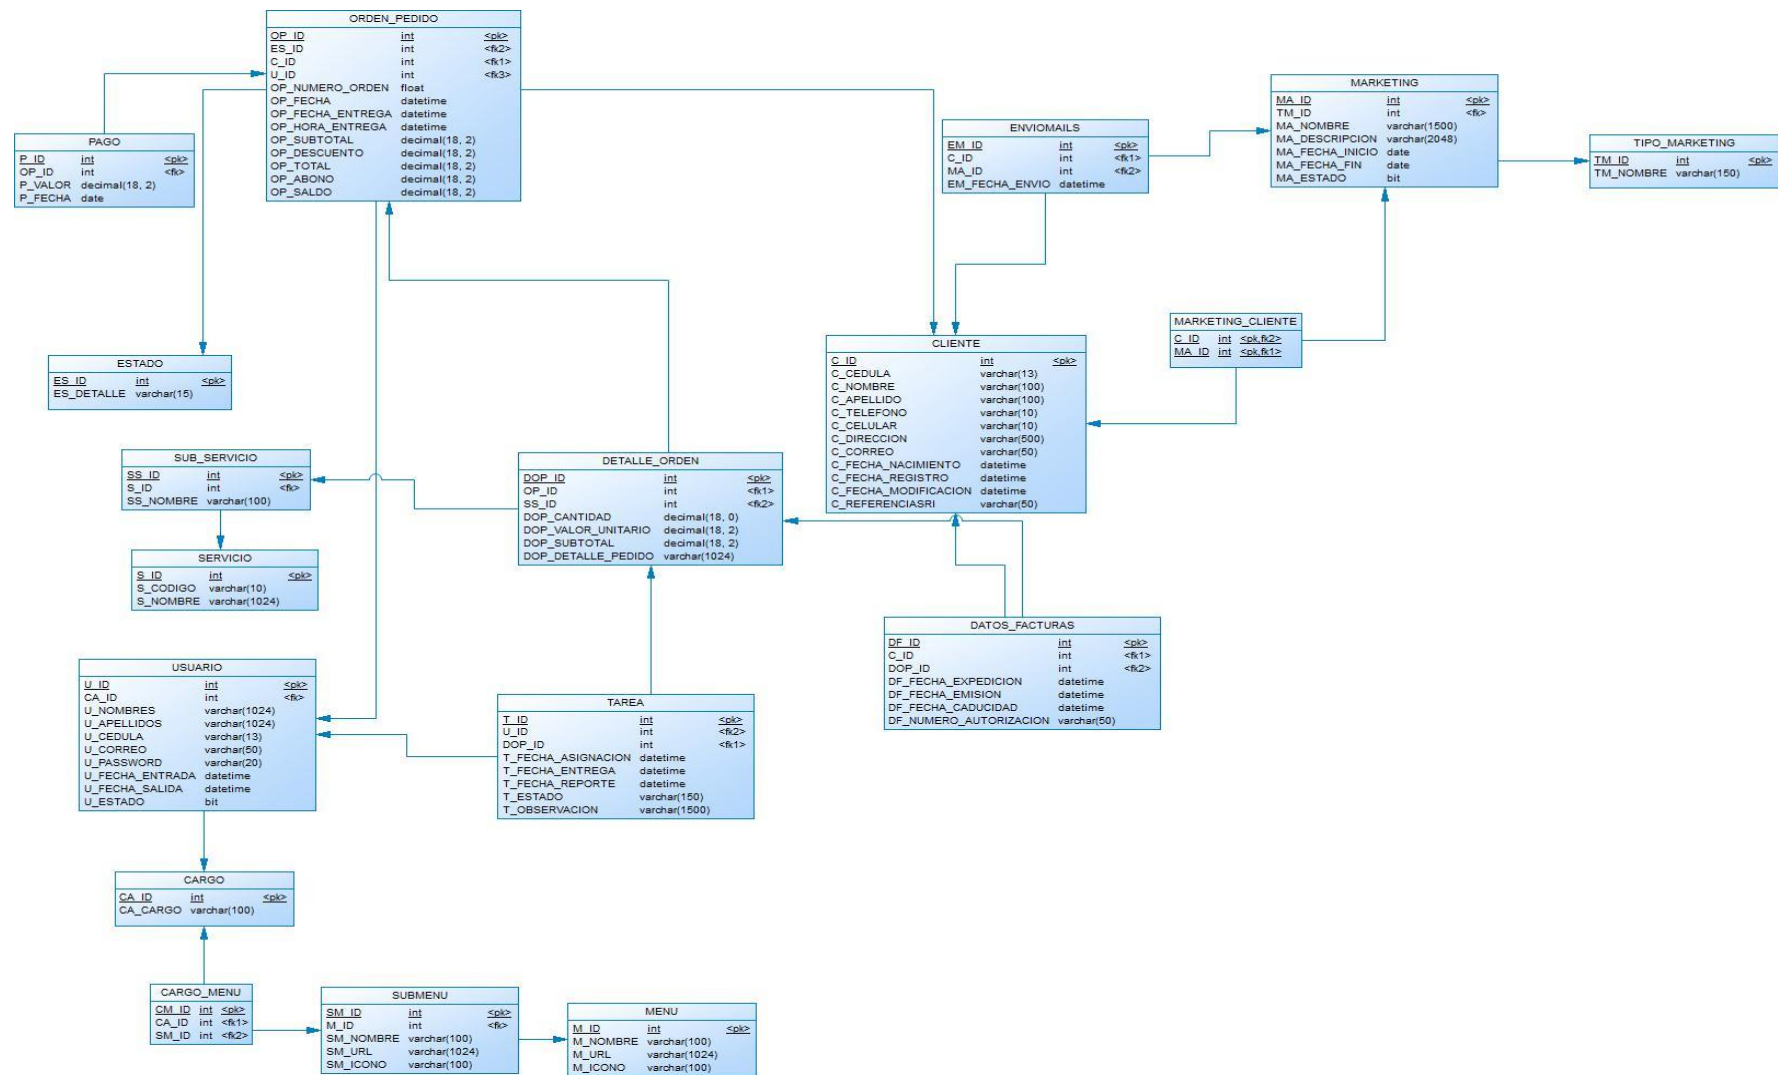 ORDEN_PEDIDO
OP_ID int <pk>
ES_ID int <fk2>
C_ID int <fk1>
U_ID int <fk3>
OP_NUMERO_ORDEN float
OP_FECHA datetime
OP_FECHA_ENTREGA datetime
OP_HORA_ENTREGA datetime
OP_SUBTOTAL decimal(18, 2)
OP_DESCUENTO decimal(18, 2)
OP_TOTAL decimal(18, 2)
OP_ABONO decimal(18, 2)
OP_SALDO decimal(18, 2)
MARKETING
MA_ID int <pk>
TM_ID int <fk>
MA_NOMBRE varchar(1500)
MA_DESCRIPCION varchar(2048)
MA_FECHA_INICIO date
MA_FECHA_FIN date
MA_ESTADO bit
ENVIOMAILS
EM_ID int <pk>
C_ID int <fk1>
MA_ID int <fk2>
EM_FECHA_ENVIO datetime
PAGO
P_ID int <pk>
OP_ID int <fk>
P_VALOR decimal(18, 2)
P_FECHA date
TIPO_MARKETING
TM_ID int <pk>
TM_NOMBRE varchar(150)
MARKETING_CLIENTE
C_ID int <pk,fk2>
MA_ID int <pk,fk1>
CLIENTE
C_ID int <pk>
C_CEDULA varchar(13)
C_NOMBRE varchar(100)
C_APELLIDO varchar(100)
C_TELEFONO varchar(10)
C_CELULAR varchar(10)
C_DIRECCION varchar(500)
C_CORREO varchar(50)
C_FECHA_NACIMIENTO datetime
C_FECHA_REGISTRO datetime
C_FECHA_MODIFICACION datetime
C_REFERENCIASRI varchar(50)
ESTADO
ES_ID int <pk>
ES_DETALLE varchar(15)
SUB_SERVICIO
SS_ID int <pk>
S_ID int <fk>
SS_NOMBRE varchar(100)
DETALLE_ORDEN
DOP_ID int <pk>
OP_ID int <fk1>
SS_ID int <fk2>
DOP_CANTIDAD decimal(18, 0)
DOP_VALOR_UNITARIO decimal(18, 2)
DOP_SUBTOTAL decimal(18, 2)
DOP_DETALLE_PEDIDO varchar(1024)
SERVICIO
S_ID int <pk>
S_CODIGO varchar(10)
S_NOMBRE varchar(1024)
DATOS_FACTURAS
DF_ID int <pk>
C_ID int <fk1>
DOP_ID int <fk2>
DF_FECHA_EXPEDICION datetime
DF_FECHA_EMISION datetime
DF_FECHA_CADUCIDAD datetime
DF_NUMERO_AUTORIZACION varchar(50)
USUARIO
U_ID int <pk>
CA_ID int <fk>
U_NOMBRES varchar(1024)
U_APELLIDOS varchar(1024)
U_CEDULA varchar(13)
U_CORREO varchar(50)
U_PASSWORD varchar(20)
U_FECHA_ENTRADA datetime
U_FECHA_SALIDA datetime
U_ESTADO bit
TAREA
T_ID int <pk>
U_ID int <fk2>
DOP_ID int <fk1>
T_FECHA_ASIGNACION datetime
T_FECHA_ENTREGA datetime
T_FECHA_REPORTE datetime
T_ESTADO varchar(150)
T_OBSERVACION varchar(1500)
CARGO
CA_ID int <pk>
CA_CARGO varchar(100)
CARGO_MENU
CM_ID int <pk>
CA_ID int <fk1>
SM_ID int <fk2>
SUBMENU
SM_ID int <pk>
M_ID int <fk>
SM_NOMBRE varchar(100)
SM_URL varchar(1024)
SM_ICONO varchar(100)
MENU
M_ID int <pk>
M_NOMBRE varchar(100)
M_URL varchar(1024)
M_ICONO varchar(100)